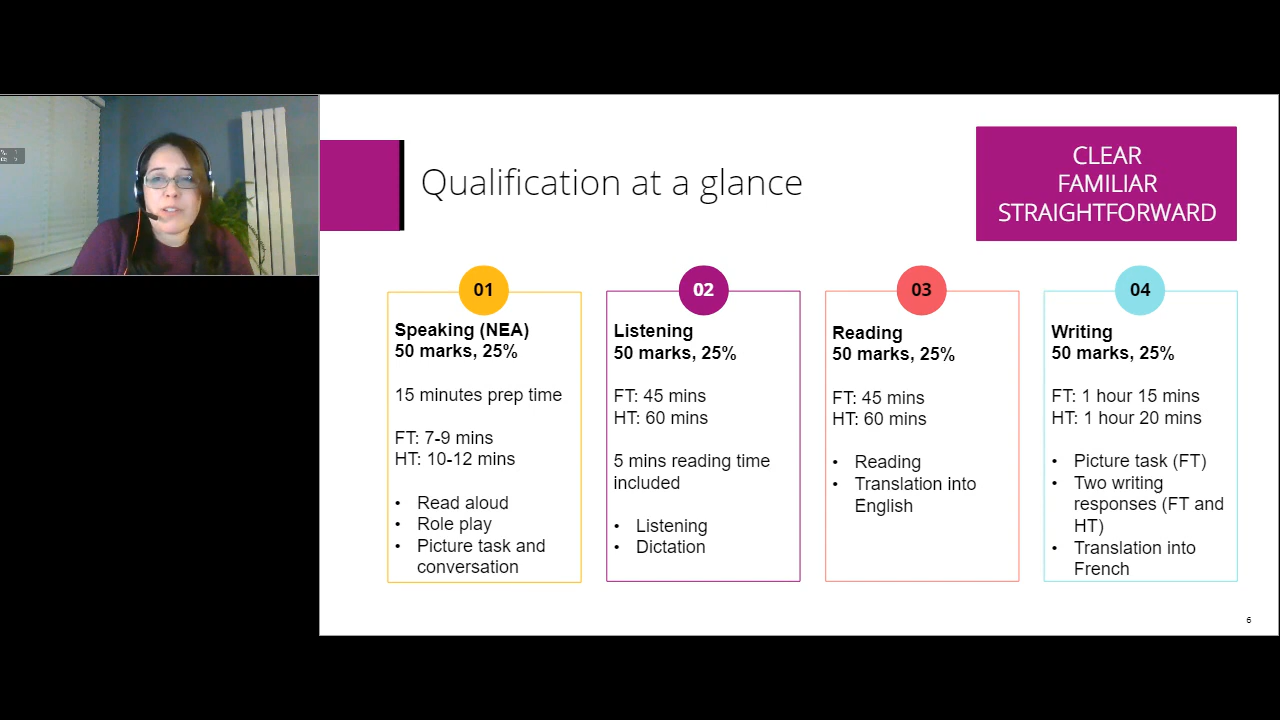 Qualification at a glance
CLEAR
FAMILIAR
STRAIGHTFORWARD
01
Speaking (NEA)
50 marks, 25%
15 minutes prep time
FT: 7-9 mins
HT: 10-12 mins
• Read aloud
• Role play
• Picture task and
conversation
02
Listening
50 marks, 25%
FT: 45 mins
HT: 60 mins
5 mins reading time
included
• Listening
• Dictation
03
Reading
50 marks, 25%
FT: 45 mins
HT: 60 mins
• Reading
• Translation into
English
04
Writing
50 marks, 25%
FT: 1 hour 15 mins
HT: 1 hour 20 mins
• Picture task (FT)
• Two writing
responses (FT and
HT)
• Translation into
French
6